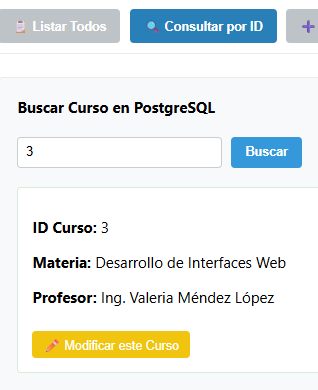 Listar Todos
Consultar por ID
Buscar Curso en PostgreSQL
3
Buscar
ID Curso: 3
Materia: Desarrollo de Interfaces Web
Profesor: Ing. Valeria Méndez López
Modificar este Curso